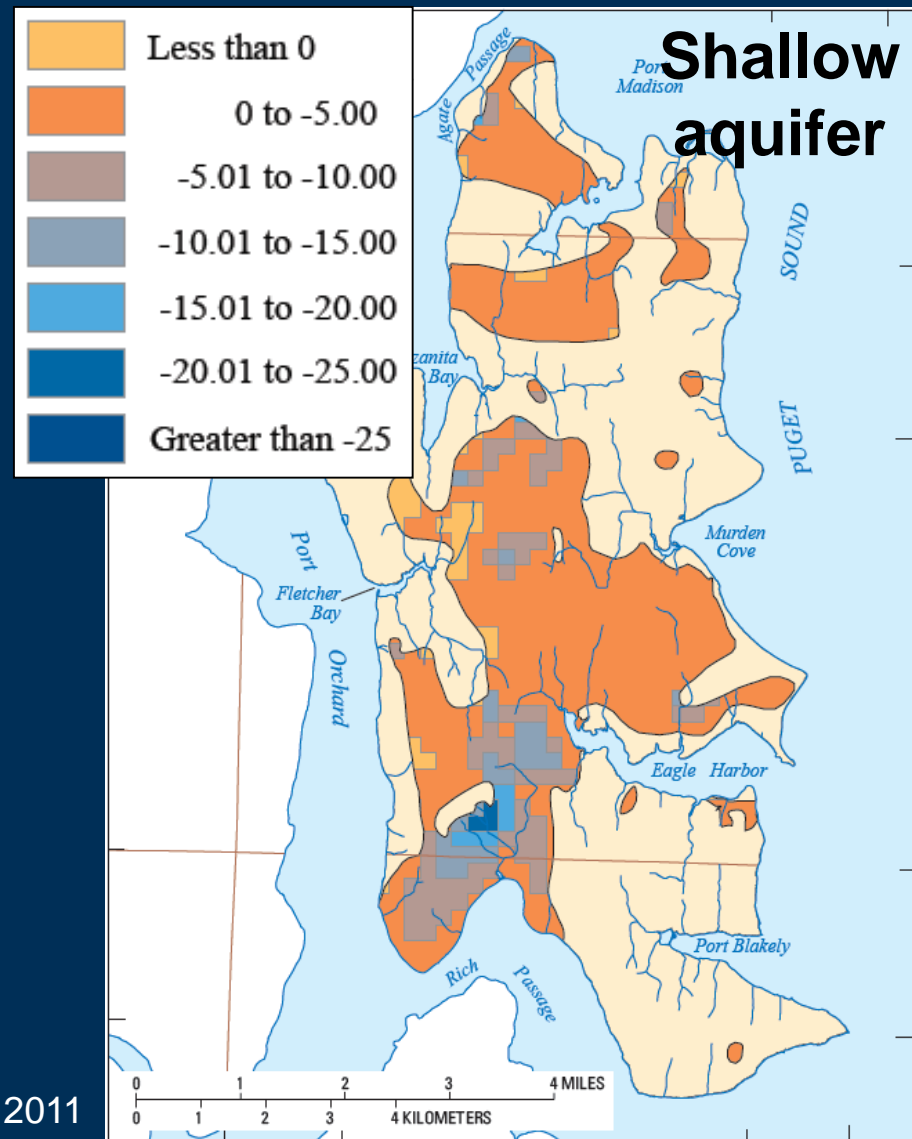 Less than 0
0 to -5.00
-5.01 to -10.00
-10.01 to -15.00
-15.01 to -20.00
-20.01 to -25.00
Greater than -25
Shallow
aquifer
Agate Passage
Port
Madison
SOUND
PUGET
Bay
Murden
Cove
Port
Orchard
Fletcher
Bay
Eagle Harbor
Port Blakely
Rich Passage
0 1 2 3 4 MILES
0 1 2 3 4 KILOMETERS
2011